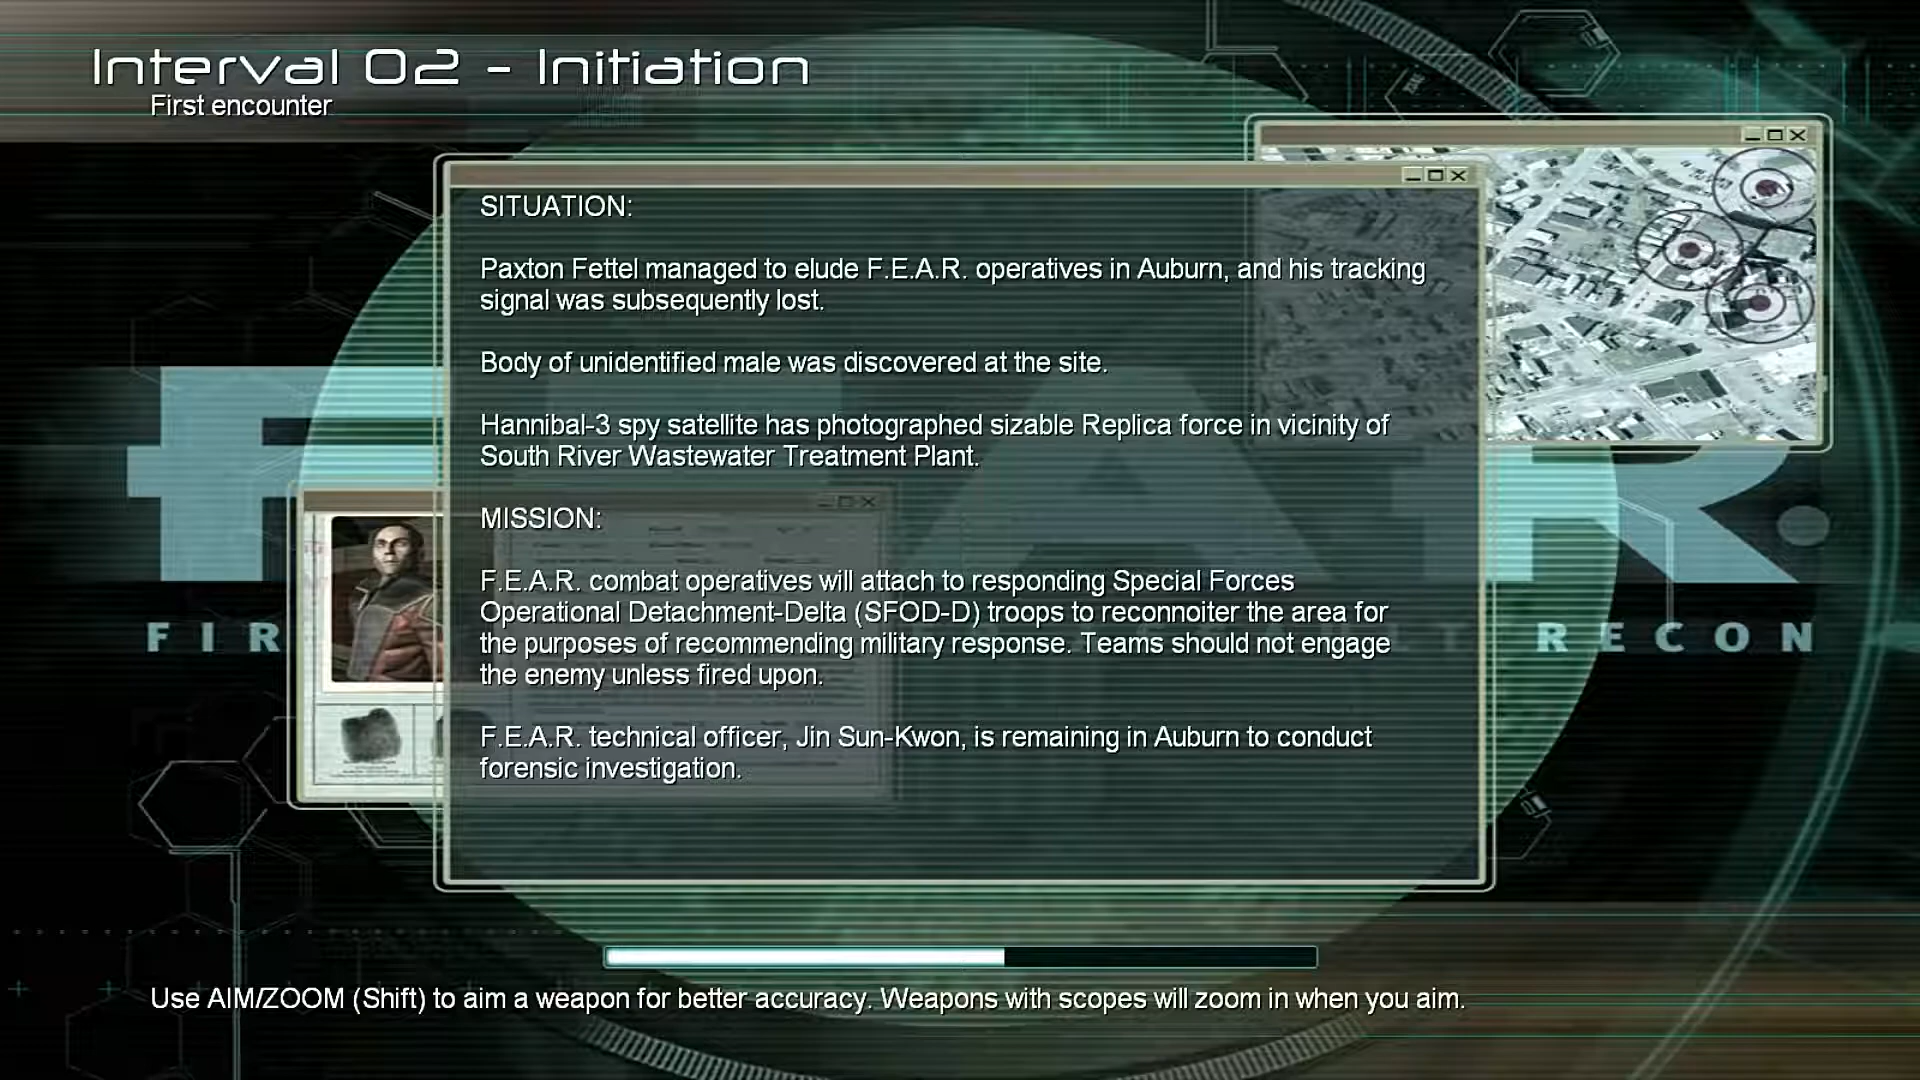 Interval 02 - Initiation
First encounter
SITUATION:
Paxton Fettel managed to elude F.E.A.R. operatives in Auburn, and his tracking
signal was subsequently lost.
Body of unidentified male was discovered at the site.
Hannibal-3 spy satellite has photographed sizable Replica force in vicinity of
South River Wastewater Treatment Plant.
MISSION:
F.E.A.R. combat operatives will attach to responding Special Forces
Operational Detachment-Delta (SFOD-D) troops to reconnoiter the area for
the purposes of recommending military response. Teams should not engage
the enemy unless fired upon.
F.E.A.R. technical officer, Jin Sun-Kwon, is remaining in Auburn to conduct
forensic investigation.
RECON
Use AIM/ZOOM (Shift) to aim a weapon for better accuracy. Weapons with scopes will zoom in when you aim.